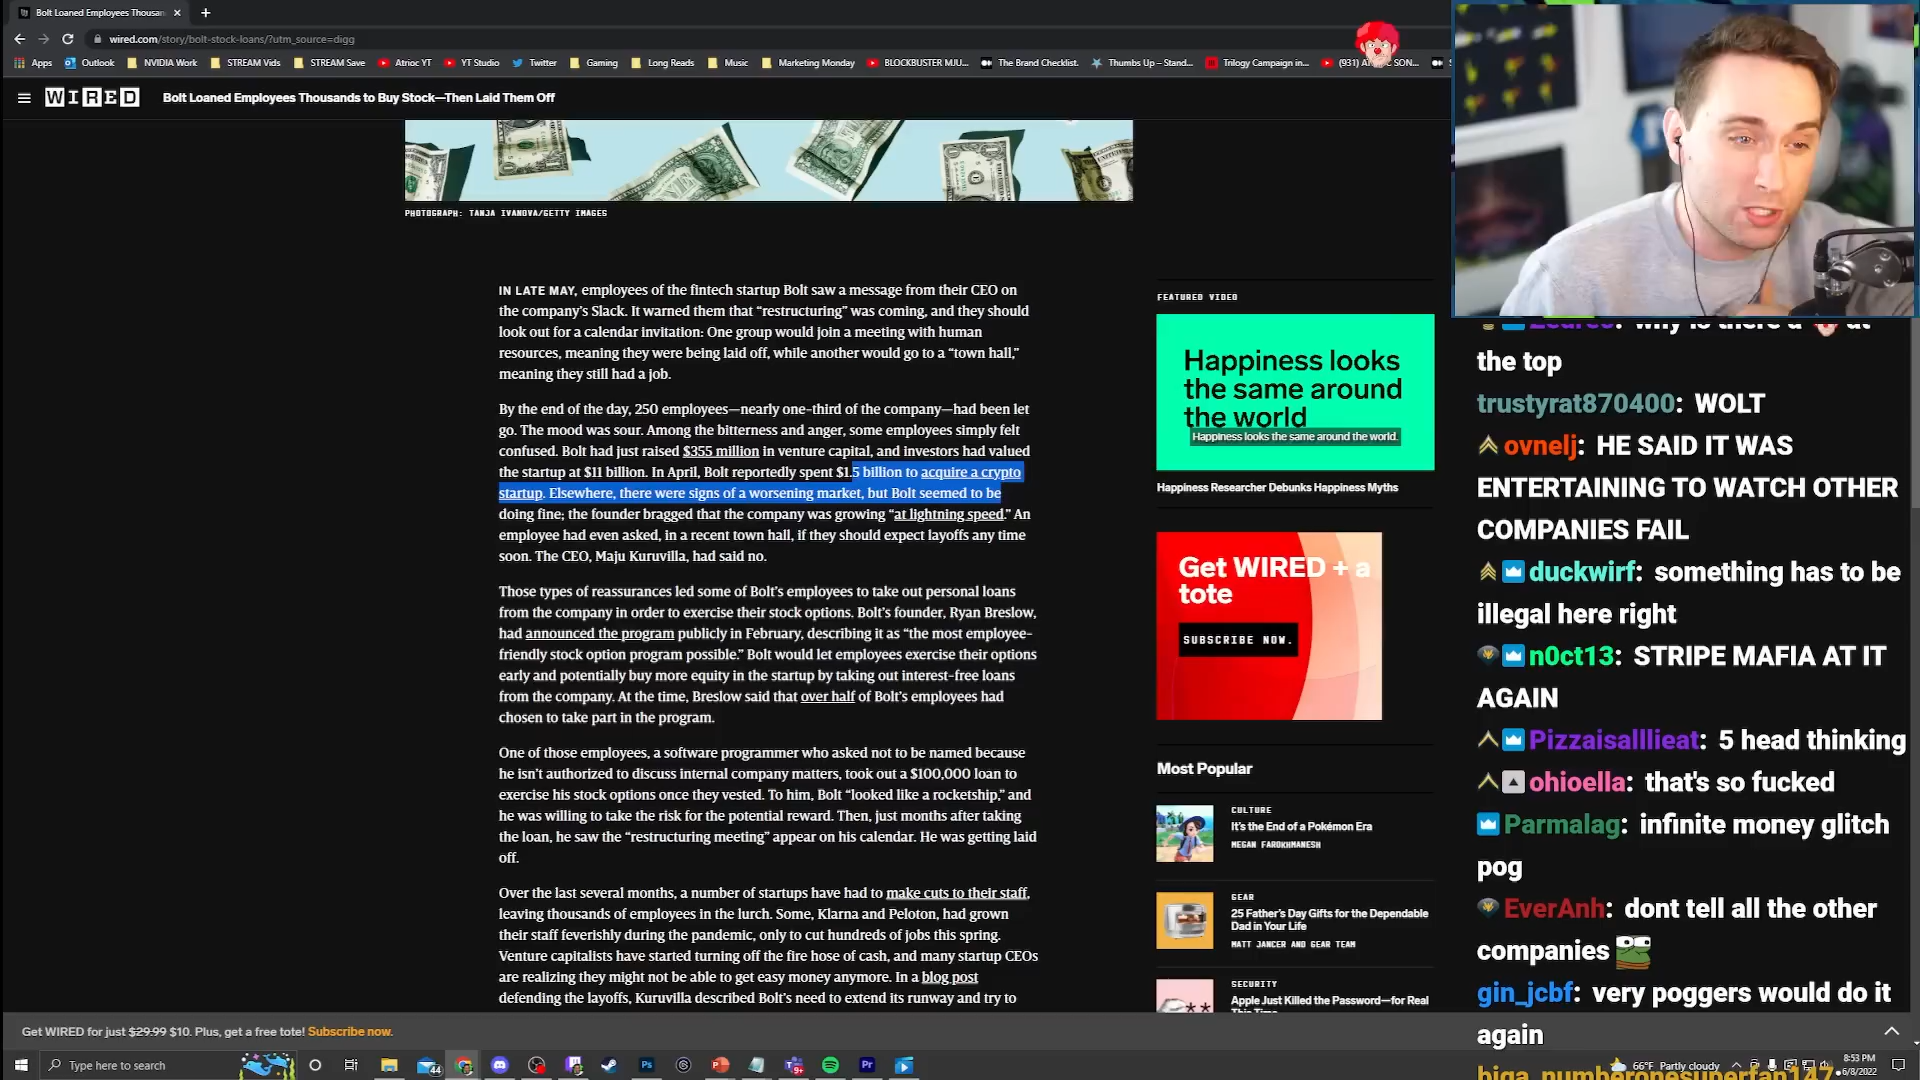 Bolt Loaned Employees Thousan
wired.com/story/bolt-stock-loans/?utm_source=digg
Apps Outlook NVIDIA Work STREAM Vids STREAM Save Atrioc YT YT Studio Twitter Gaming Long Reads Music Marketing Monday BLOCKBUSTER MJU... The Brand Checklist. Thumbs Up – Stand... Trilogy Campaign in...
WIRED Bolt Loaned Employees Thousands to Buy Stock—Then Laid Them Off
PHOTOGRAPH: TANJA IVANOVA/GETTY IMAGES
IN LATE MAY, employees of the fintech startup Bolt saw a message from their CEO on
the company’s Slack. It warned them that “restructuring” was coming, and they should
look out for a calendar invitation: One group would join a meeting with human
resources, meaning they were being laid off, while another would go to a “town hall,”
meaning they still had a job.
By the end of the day, 250 employees—nearly one-third of the company—had been let
go. The mood was sour. Among the bitterness and anger, some employees simply felt
confused. Bolt had just raised $355 million in venture capital, and investors had valued
the startup at $11 billion. In April, Bolt reportedly spent $1.5 billion to acquire a crypto
startup. Elsewhere, there were signs of a worsening market, but Bolt seemed to be
doing fine; the founder bragged that the company was growing “at lightning speed.” An
employee had even asked, in a recent town hall, if they should expect layoffs any time
soon. The CEO, Maju Kuruvilla, had said no.
Those types of reassurances led some of Bolt’s employees to take out personal loans
from the company in order to exercise their stock options. Bolt’s founder, Ryan Breslow,
had announced the program publicly in February, describing it as “the most employee-
friendly stock option program possible.” Bolt would let employees exercise their options
early and potentially buy more equity in the startup by taking out interest-free loans
from the company. At the time, Breslow said that over half of Bolt’s employees had
chosen to take part in the program.
One of those employees, a software programmer who asked not to be named because
he isn’t authorized to discuss internal company matters, took out a $100,000 loan to
exercise his stock options once they vested. To him, Bolt “looked like a rocketship,” and
he was willing to take the risk for the potential reward. Then, just months after taking
the loan, he saw the “restructuring meeting” appear on his calendar. He was getting laid
off.
Over the last several months, a number of startups have had to make cuts to their staff,
leaving thousands of employees in the lurch. Some, Klarna and Peloton, had grown
their staff feverishly during the pandemic, only to cut hundreds of jobs this spring.
Venture capitalists have started turning off the fire hose of cash, and many startup CEOs
are realizing they might not be able to get easy money anymore. In a blog post
defending the layoffs, Kuruvilla described Bolt’s need to extend its runway and try to
FEATURED VIDEO
Happiness looks
the same around
the world
Happiness looks the same around the world.
Happiness Researcher Debunks Happiness Myths
Get WIRED + a
tote
SUBSCRIBE NOW.
Most Popular
CULTURE
It’s the End of a Pokémon Era
MEGAN FAROKHMANESH
GEAR
25 Father’s Day Gifts for the Dependable
Dad in Your Life
MATT JANCER AND GEAR TEAM
SECURITY
Apple Just Killed the Password—for Real
This Time
why is there a at
the top
trustyrat870400: WOLT
ovnelj: HE SAID IT WAS
ENTERTAINING TO WATCH OTHER
COMPANIES FAIL
duckwirf: something has to be
illegal here right
n0ct13: STRIPE MAFIA AT IT
AGAIN
Pizzaisalllieat: 5 head thinking
ohioella: that's so fucked
Parmalag: infinite money glitch
pog
EverAnh: dont tell all the other
companies
gin_jcbf: very poggers would do it
again
Get WIRED for just $29.99 $10. Plus, get a free tote! Subscribe now.
Type here to search
44
66°F Partly cloudy
8:53 PM
6/8/2022